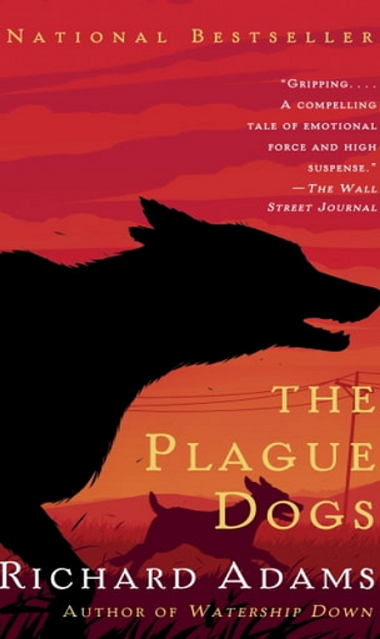 NATIONAL BESTSELLER
"GRIPPING. . . .
A COMPELLING
TALE OF EMOTIONAL
FORCE AND HIGH
SUSPENSE."
—THE WALL
STREET JOURNAL
THE
PLAGUE
DOGS
RICHARD ADAMS
AUTHOR OF WATERSHIP DOWN